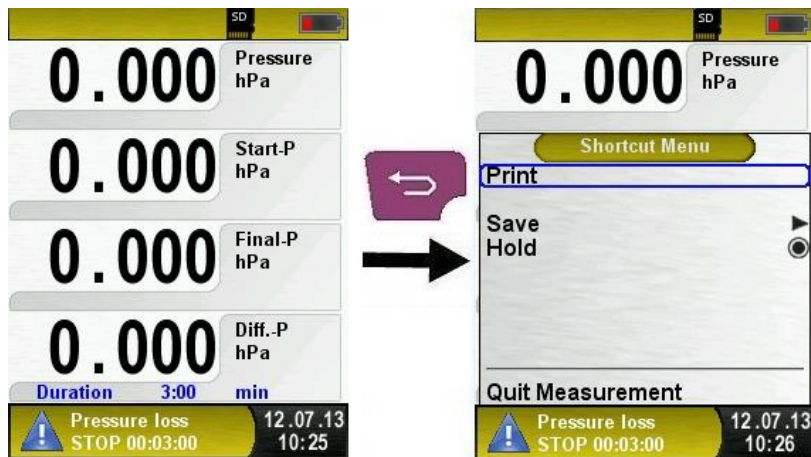 SD
0.000 Pressure hPa
0.000 Start-P hPa
0.000 Final-P hPa
0.000 Diff.-P hPa
Duration 3:00 min
Pressure loss 12.07.13
STOP 00:03:00 10:25
SD
0.000 Pressure hPa
Shortcut Menu
Print
Save
Hold
Quit Measurement
Pressure loss 12.07.13
STOP 00:03:00 10:26